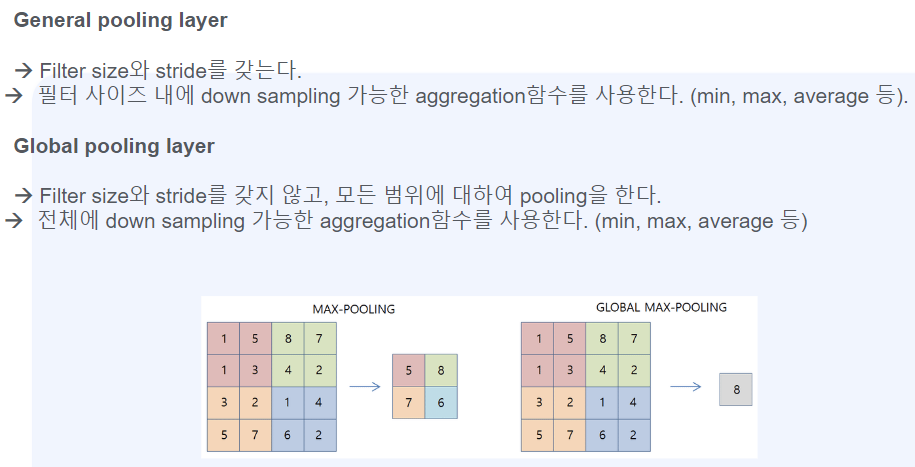 General pooling layer
→ Filter size와 stride를 갖는다.
→ 필터 사이즈 내에 down sampling 가능한 aggregation함수를 사용한다. (min, max, average 등).
Global pooling layer
→ Filter size와 stride를 갖지 않고, 모든 범위에 대하여 pooling을 한다.
→ 전체에 down sampling 가능한 aggregation함수를 사용한다. (min, max, average 등)
MAX-POOLING
1 5 8 7
1 3 4 2
3 2 1 4
5 7 6 2
5 8
7 6
GLOBAL MAX-POOLING
1 5 8 7
1 3 4 2
3 2 1 4
5 7 6 2
8